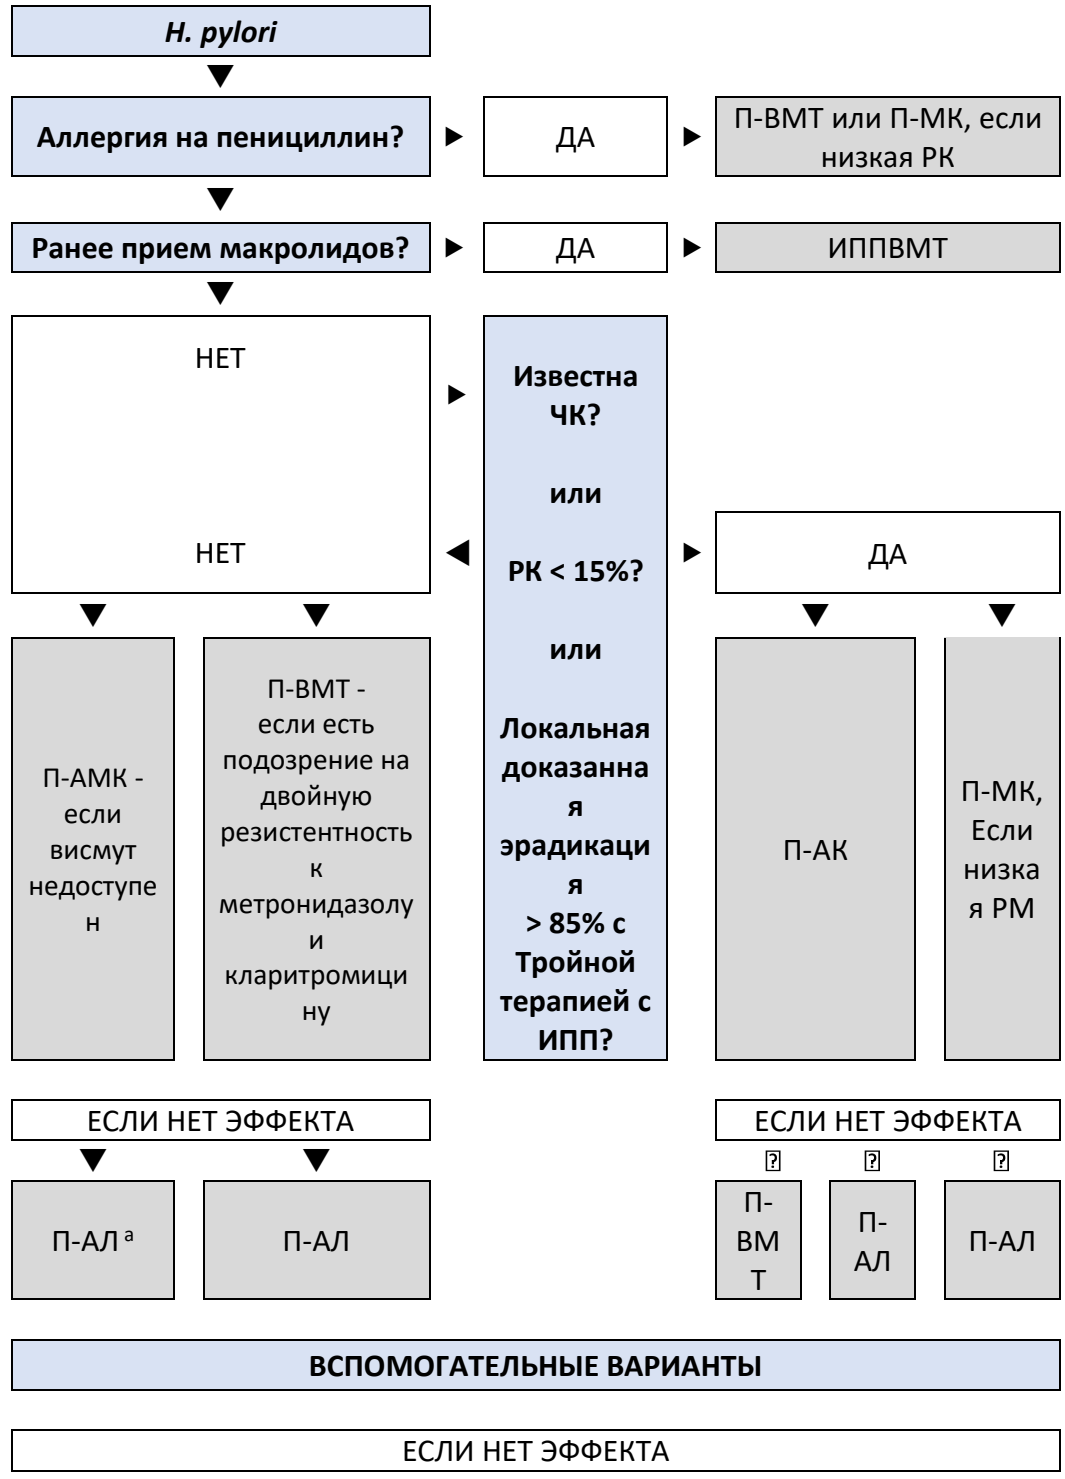 H. pylori
Аллергия на пенициллин?
ДА
П-ВМТ или П-МК, если
низкая РК
Ранее прием макролидов?
ДА
ИППВМТ
НЕТ
НЕТ
Известна
ЧК?
или
РК < 15%?
или
Локальная
доказанна
я
эрадикаци
я
> 85% с
Тройной
терапией с
ИПП?
ДА
П-АМК -
если
висмут
недоступе
н
П-ВМТ -
если есть
подозрение на
двойную
резистентность
к
метронидазолу
и
кларитромици
ну
П-АК
П-МК,
Если
низка
я РМ
ЕСЛИ НЕТ ЭФФЕКТА
ЕСЛИ НЕТ ЭФФЕКТА
П-АЛ а
П-АЛ
П-
ВМ
Т
П-
АЛ
П-АЛ
ВСПОМОГАТЕЛЬНЫЕ ВАРИАНТЫ
ЕСЛИ НЕТ ЭФФЕКТА